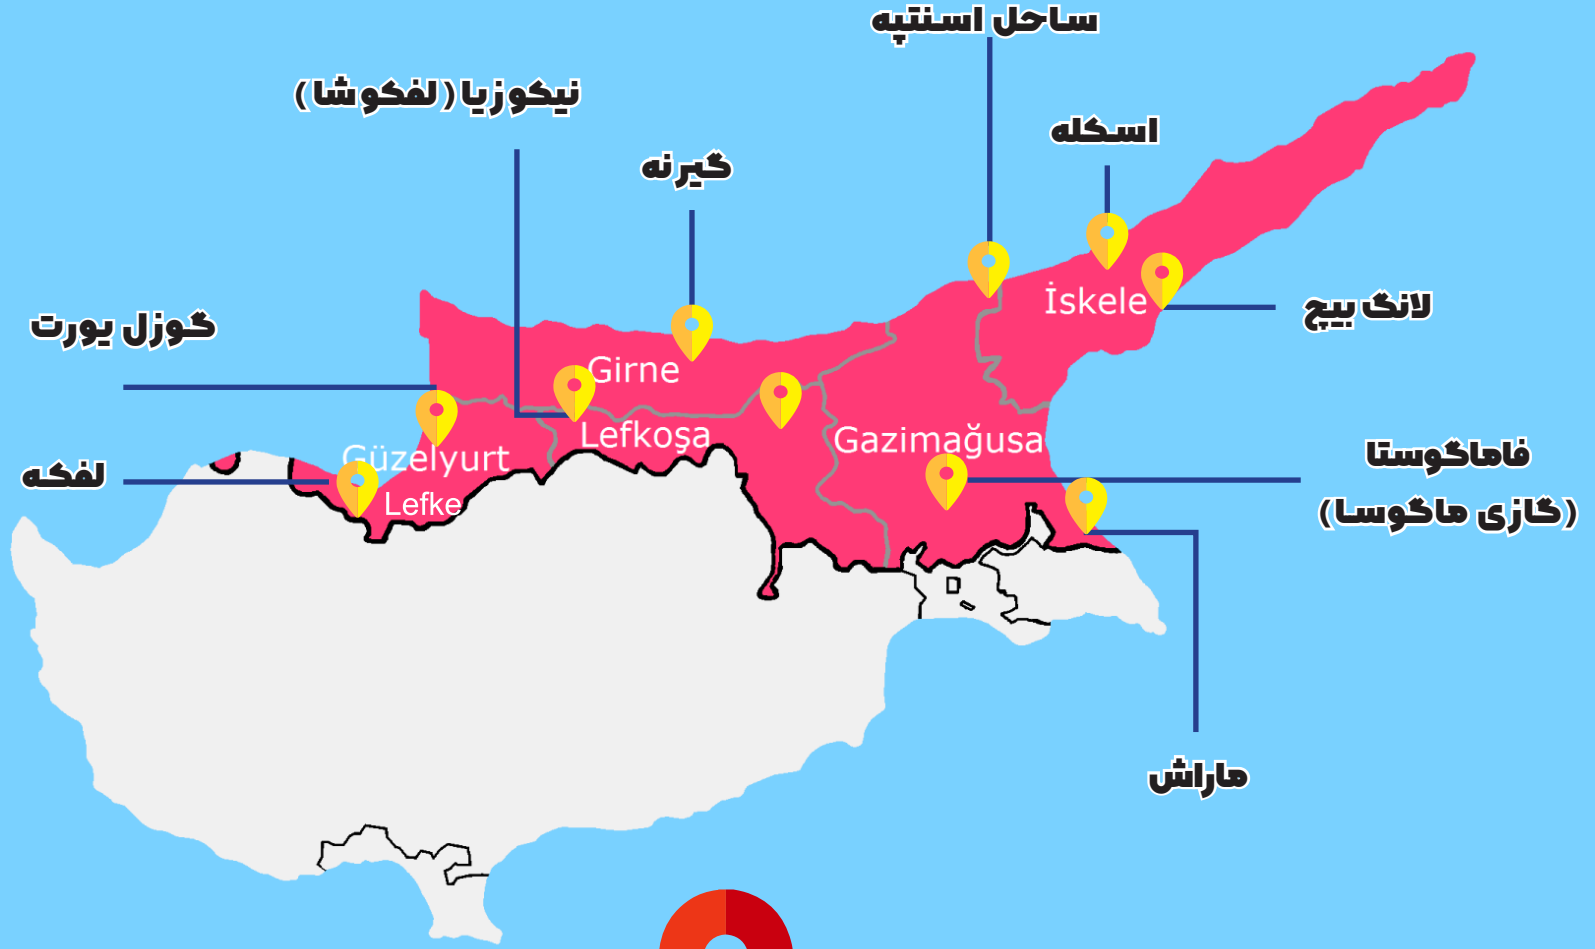 ساحل اسنتپه
نیکوزیا (لفکوشا)
اسکله
گیرنه
İskele
لانگ بیچ
گوزل یورت
Girne
Lefkoşa
Gazimağusa
فاماگوستا
(گازی ماگوسا)
Güzelyurt
لفکه
Lefke
ماراش